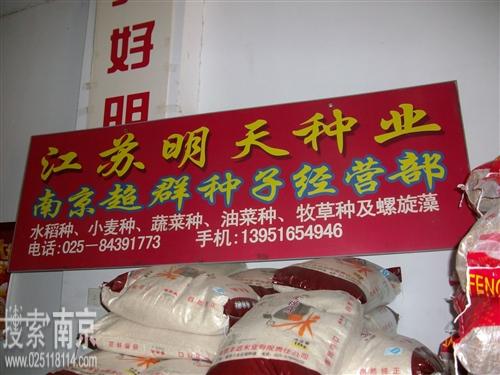 好
明
江苏明天种业
南京超群种子经营部
水稻种、小麦种、蔬菜种、油菜种、牧草种及螺旋藻
电话:025-84391773 手机:13951654946
FENG
搜索南京
www.025118114.com